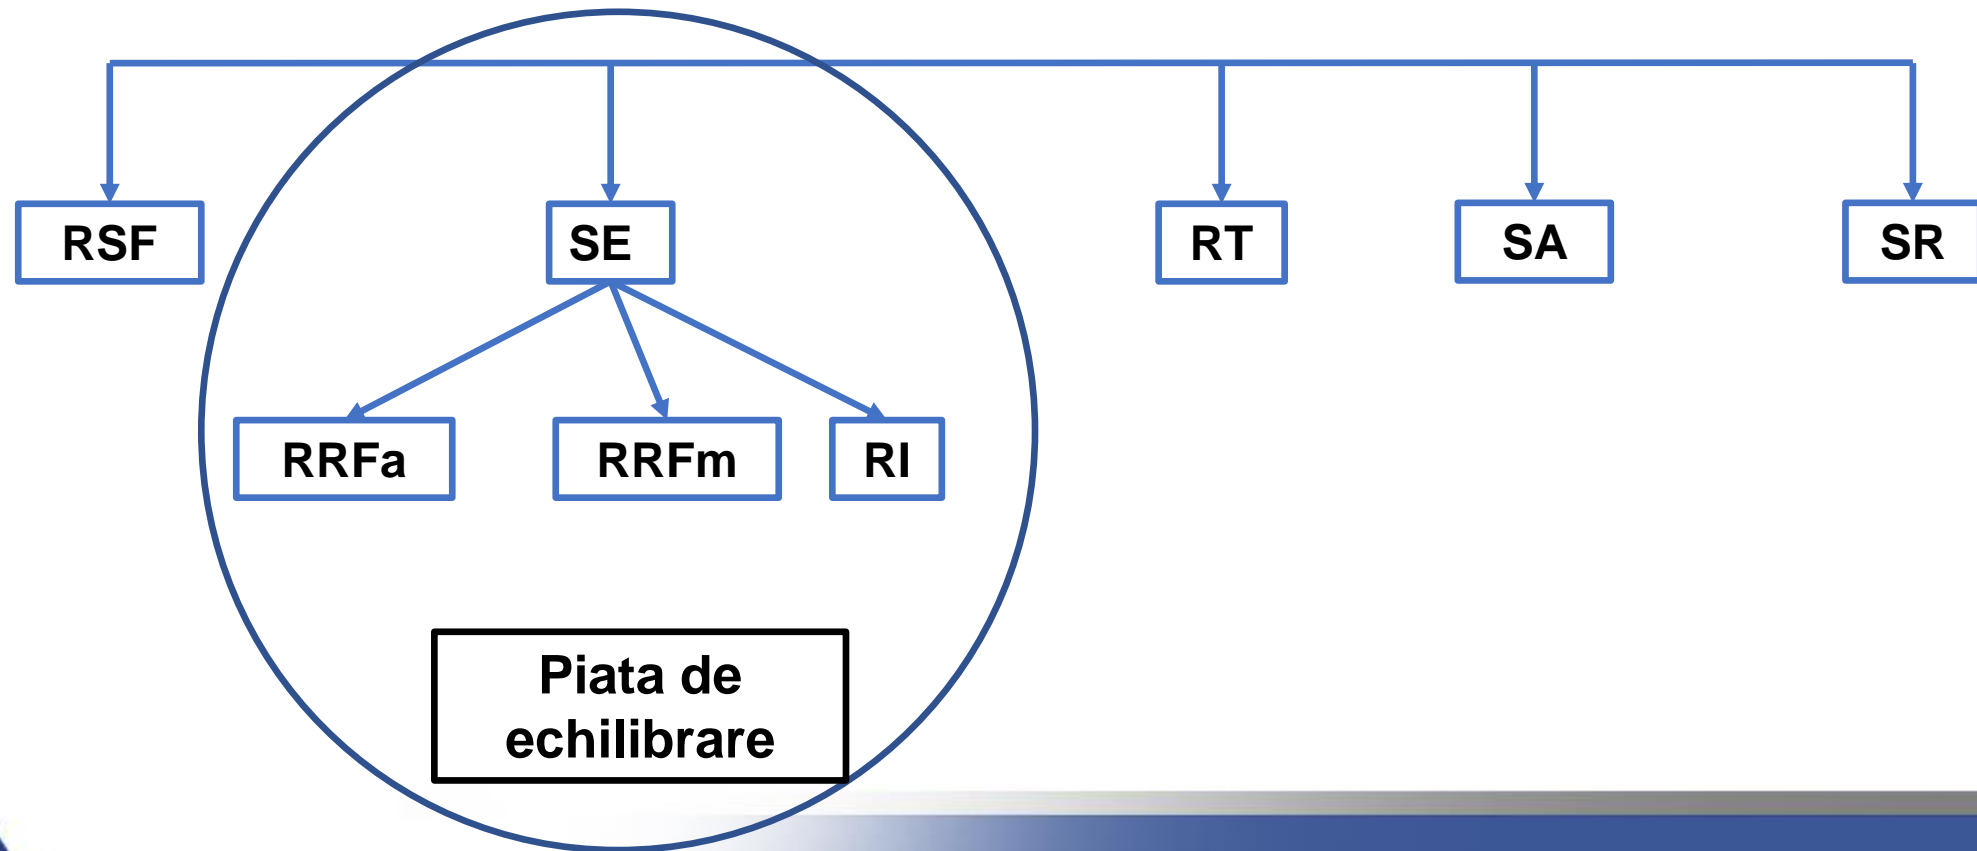 RSF
SE
RT
SA
SR
RRFa
RRFm
RI
Piata de
echilibrare